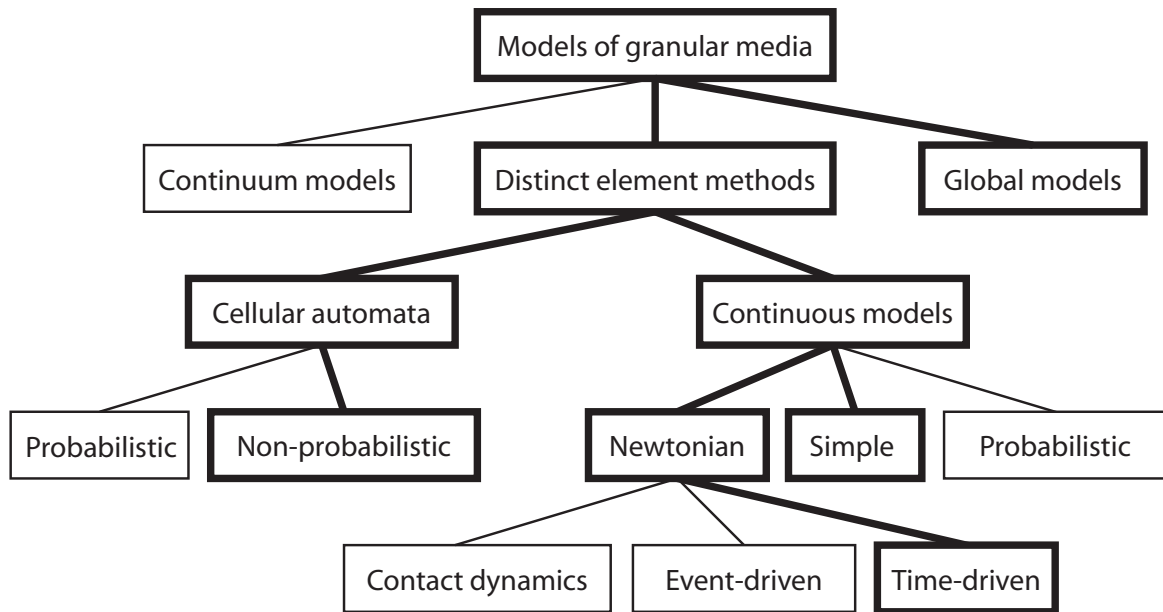 Models of granular media
Continuum models
Distinct element methods
Global models
Cellular automata
Continuous models
Probabilistic
Non-probabilistic
Newtonian
Simple
Probabilistic
Contact dynamics
Event-driven
Time-driven